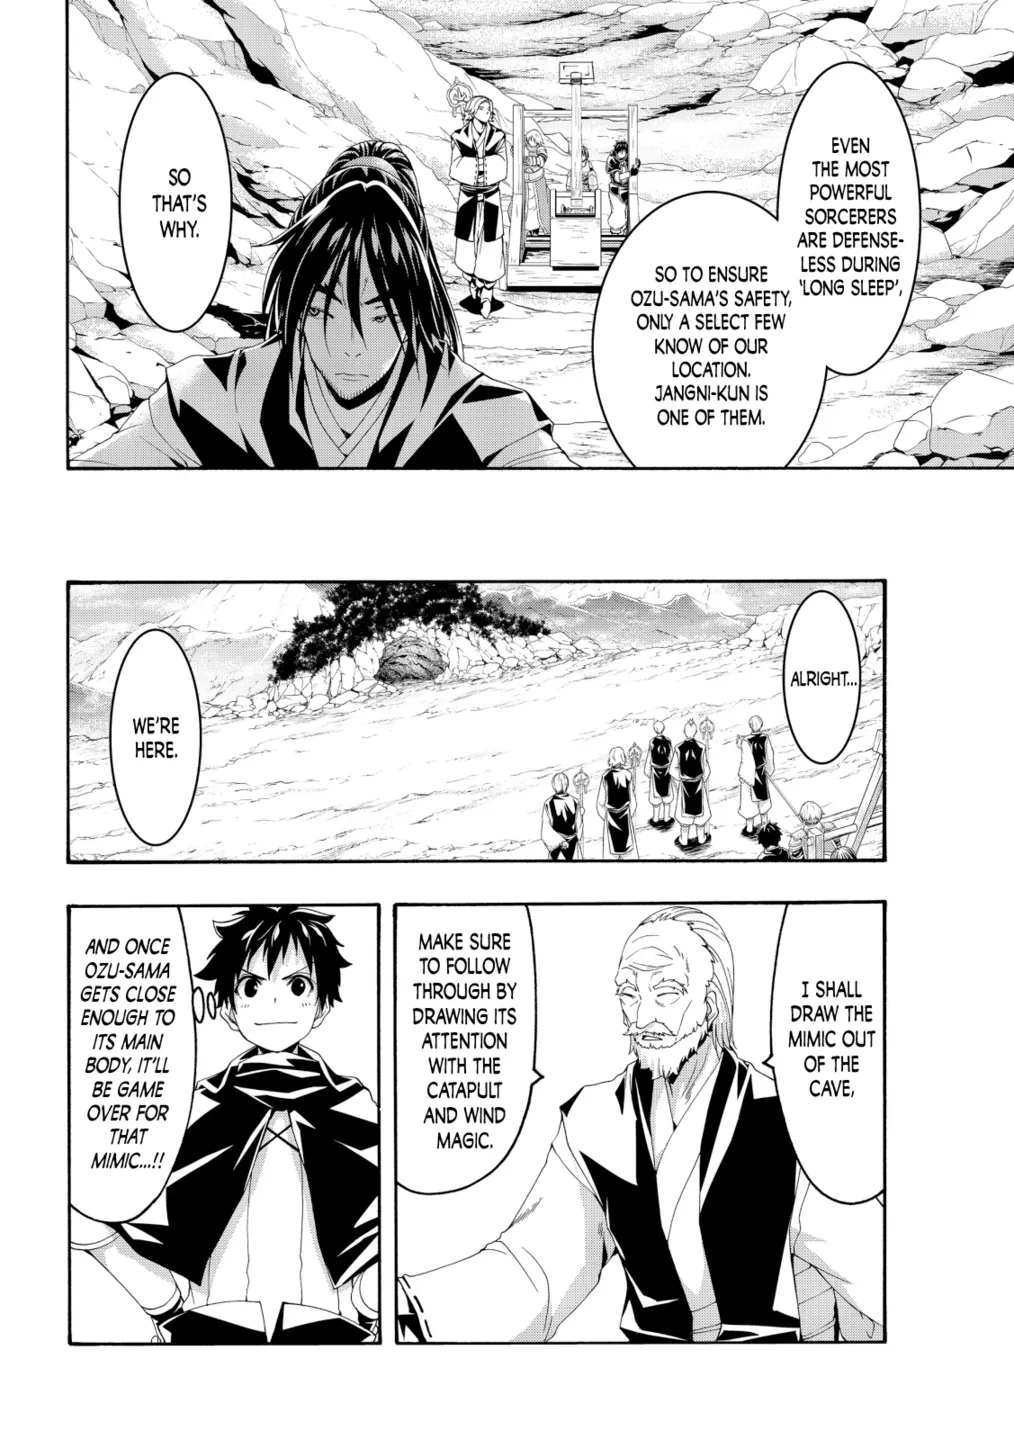 EVEN
THE MOST
POWERFUL
SORCERERS
ARE DEFENSE-
LESS DURING
'LONG SLEEP',
SO TO ENSURE
OZU-SAMA'S SAFETY,
ONLY A SELECT FEW
KNOW OF OUR
LOCATION.
JANGNI-KUN IS
ONE OF THEM.
SO
THAT'S
WHY.
ALRIGHT...
WE'RE
HERE.
I SHALL
DRAW THE
MIMIC OUT
OF THE
CAVE,
MAKE SURE
TO FOLLOW
THROUGH BY
DRAWING ITS
ATTENTION
WITH THE
CATAPULT
AND WIND
MAGIC.
AND ONCE
OZU-SAMA
GETS CLOSE
ENOUGH TO
ITS MAIN
BODY, IT'LL
BE GAME
OVER FOR
THAT
MIMIC...!!